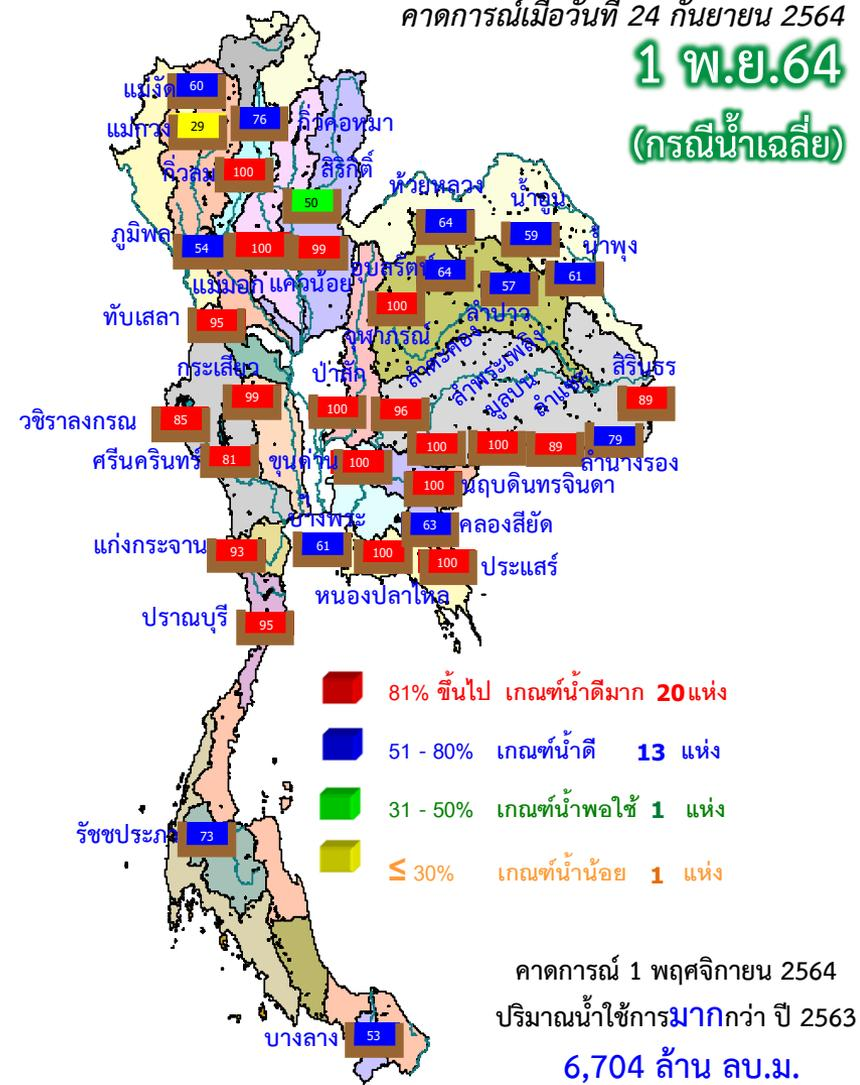 คาดการณ์เมื่อวันที่ 24 กันยายน 2564
1 พ.ย.64
(กรณีน้ำเฉลี่ย)
แม่งัด 60
แม่กวง 29
76 กิ่วคอหมา
กิ่วลม 100
สิริกิติ์
50
ห้วยหลวง
64
น้ำอูน
59
น้ำพุง
61
ภูมิพล 54
100
99
แม่มอก แควน้อย
อุบลรัตน์ 64
57
ลำปาว
100
จุฬาภรณ์
ทับเสลา 95
กระเสียว
99
ป่าสัก
100
ลำตะคอง
96
ลำพระเพลิง
100
มูลบน
100
ลำแชะ
89
สิรินธร
89
79
ลำนางรอง
วชิราลงกรณ 85
ศรีนครินทร์ 81
ขุนด่าน 100
100 นฤบดินทรจินดา
บางพระ
61
63 คลองสียัด
100
หนองปลาไหล
100 ประแสร์
แก่งกระจาน 93
ปราณบุรี 95
81% ขึ้นไป เกณฑ์น้ำดีมาก 20 แห่ง
51 - 80% เกณฑ์น้ำดี 13 แห่ง
31 - 50% เกณฑ์น้ำพอใช้ 1 แห่ง
≤ 30% เกณฑ์น้ำน้อย 1 แห่ง
รัชชประภา 73
บางลาง 53
คาดการณ์ 1 พฤศจิกายน 2564
ปริมาณน้ำใช้การมากกว่า ปี 2563
6,704 ล้าน ลบ.ม.